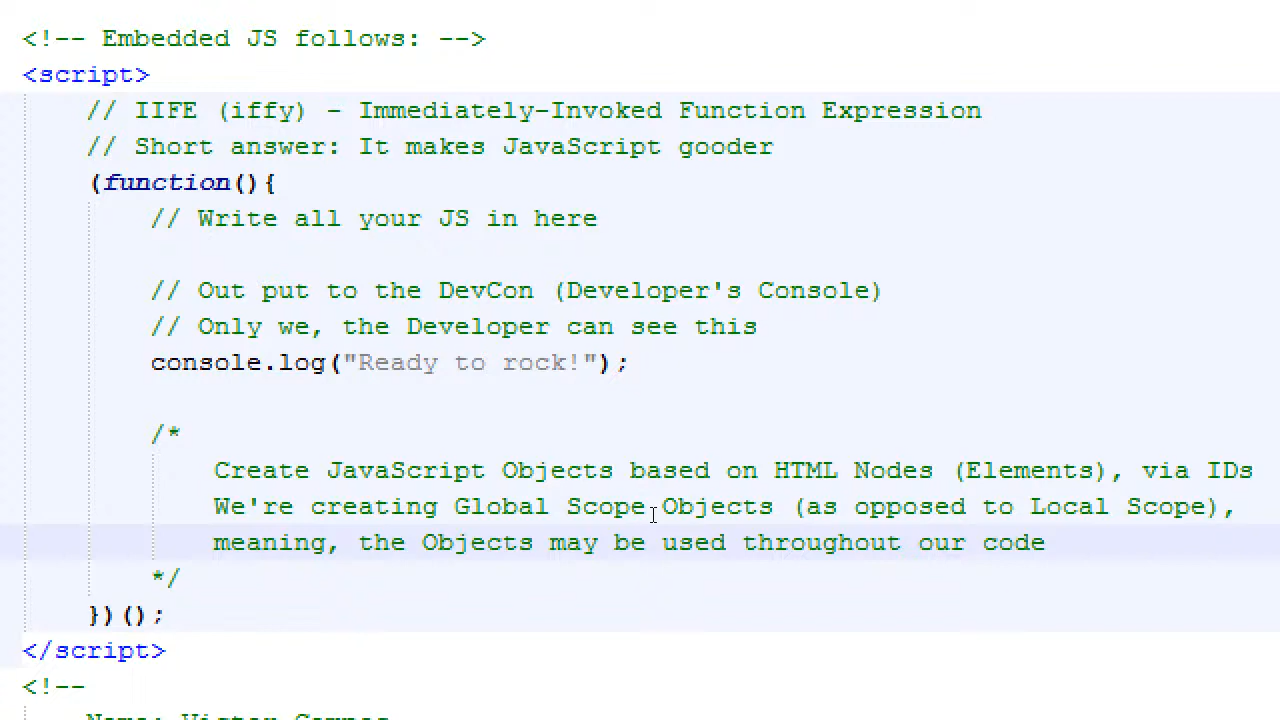 <!-- Embedded JS follows: -->
<script>
// IIFE (iffy) - Immediately-Invoked Function Expression
// Short answer: It makes JavaScript gooder
(function(){
// Write all your JS in here
// Out put to the DevCon (Developer's Console)
// Only we, the Developer can see this
console.log("Ready to rock!");
/*
Create JavaScript Objects based on HTML Nodes (Elements), via IDs
We're creating Global Scope Objects (as opposed to Local Scope),
meaning, the Objects may be used throughout our code
*/
})();
</script>
<!--
Name: